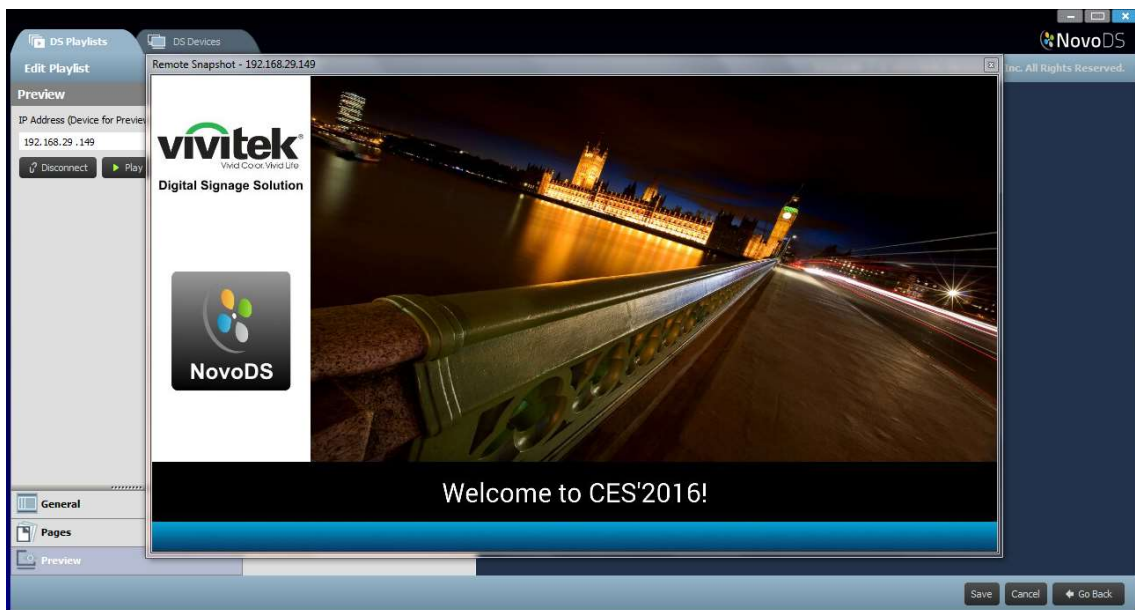 DS Playlists
DS Devices
NovoDS
Edit Playlist
Inc. All Rights Reserved.
Remote Snapshot - 192.168.29.149
Preview
IP Address (Device for Preview
192.168.29 .149
Disconnect
Play
vivitek
Vivid Color. Vivid Life
Digital Signage Solution
NovoDS
Welcome to CES'2016!
General
Pages
Preview
Save
Cancel
Go Back